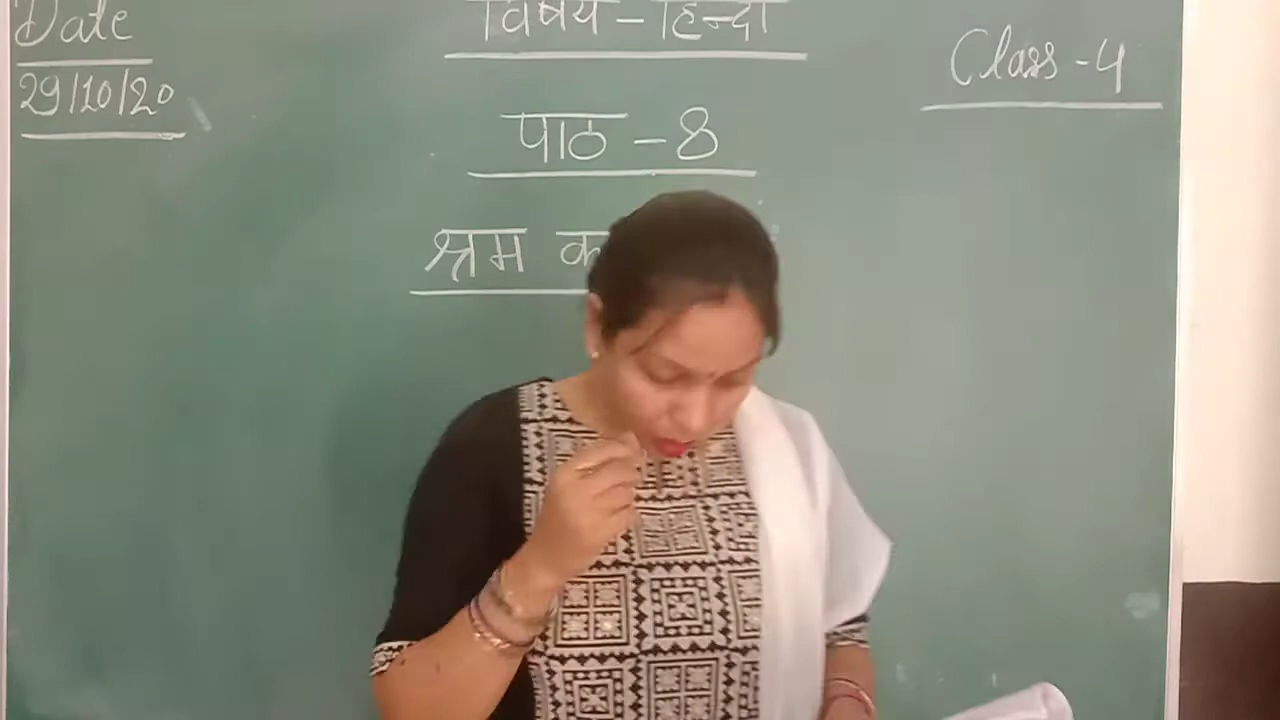 Date
29/10/20
विषय - हिन्दी
Class - 4
पाठ - 8
श्रम